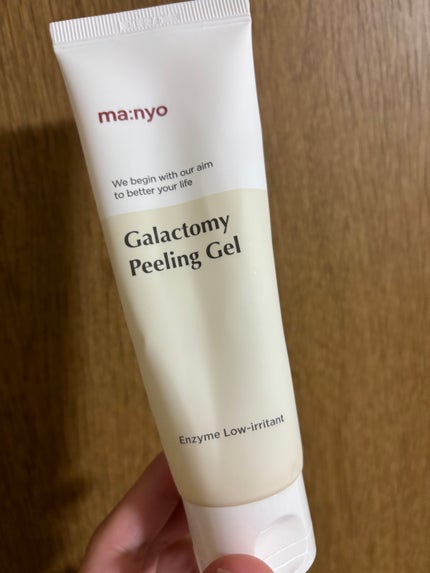 ma:nyo
We begin with our aim
to better your life
Galactomy
Peeling Gel
Enzyme Low-irritant